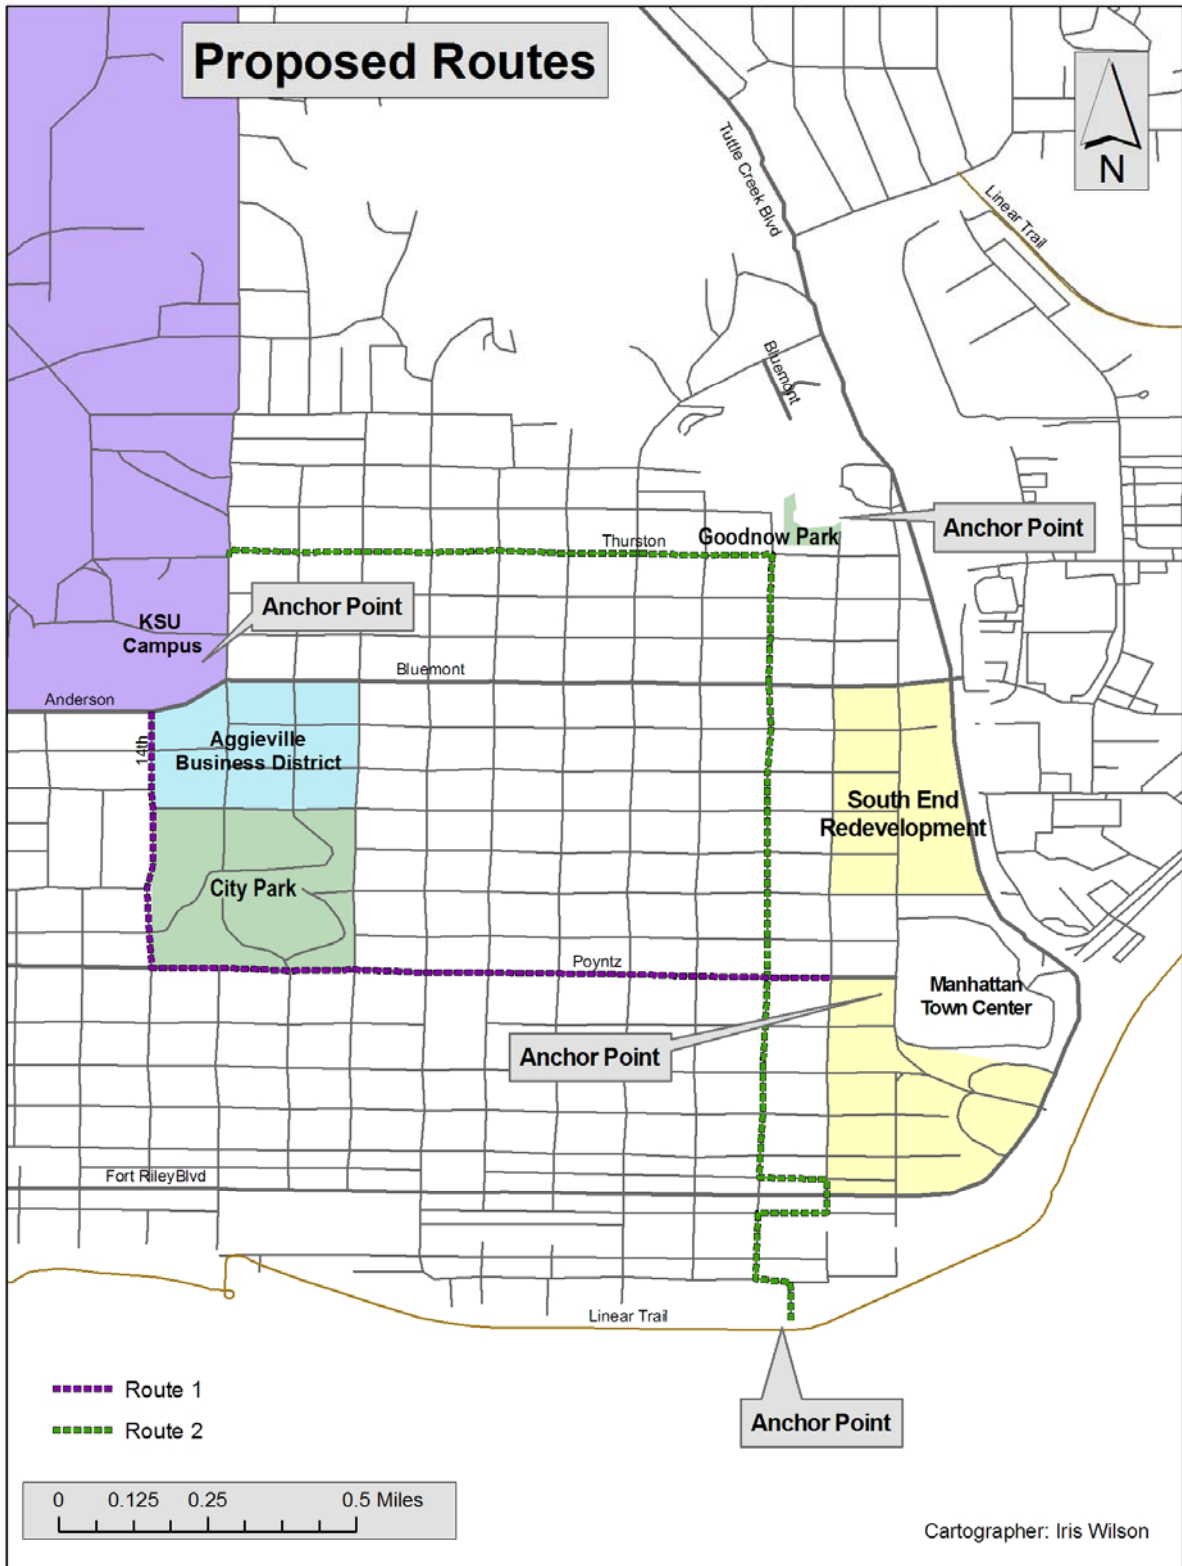 Proposed Routes
N
Tuttle Creek Blvd
Linear Trail
Bluemont
Anchor Point
Goodnow Park
Thurston
Anchor Point
KSU
Campus
Bluemont
Anderson
14th
Aggieville
Business District
South End
Redevelopment
City Park
Poyntz
Manhattan
Town Center
Anchor Point
Fort RileyBlvd
Linear Trail
Anchor Point
Route 1
Route 2
0 0.125 0.25 0.5 Miles
Cartographer: Iris Wilson